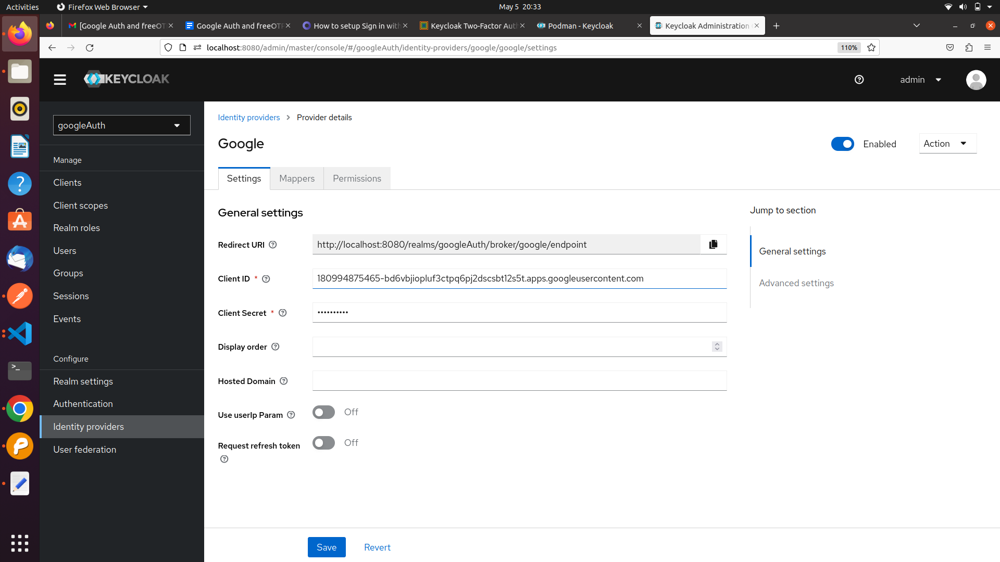 Activities
Firefox Web Browser
May 5 20:33
[Google Auth and freeOT
Google Auth and freeOTP
How to setup Sign in with
Keycloak Two-Factor Auth
Podman - Keycloak
Keycloak Administration
localhost:8080/admin/master/console/#/googleAuth/identity-providers/google/google/settings
110%
KEYCLOAK
admin
googleAuth
Manage
Clients
Client scopes
Realm roles
Users
Groups
Sessions
Events
Configure
Realm settings
Authentication
Identity providers
User federation
Identity providers > Provider details
Google
Enabled
Action
Settings
Mappers
Permissions
General settings
Redirect URI
http://localhost:8080/realms/googleAuth/broker/google/endpoint
Client ID *
180994875465-bd6vbjiopluf3ctpq6pj2dscsbt12s5t.apps.googleusercontent.com
Client Secret *
••••••••••
Display order
Hosted Domain
Use userIp Param
Off
Request refresh token
Off
Jump to section
General settings
Advanced settings
Save
Revert